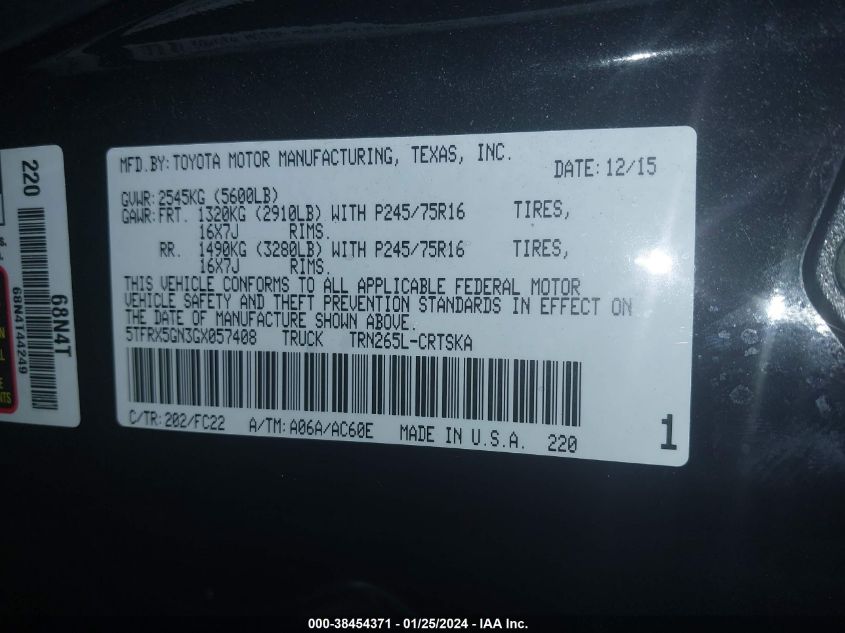 MFD.BY:TOYOTA MOTOR MANUFACTURING, TEXAS, INC.
DATE:12/15
GVWR:2545KG (5600LB)
GAWR:FRT. 1320KG (2910LB) WITH P245/75R16 TIRES,
16X7J RIMS.
RR. 1490KG (3280LB) WITH P245/75R16 TIRES,
16X7J RIMS.
THIS VEHICLE CONFORMS TO ALL APPLICABLE FEDERAL MOTOR
VEHICLE SAFETY AND THEFT PREVENTION STANDARDS IN EFFECT ON
THE DATE OF MANUFACTURE SHOWN ABOVE.
5TFRX5GN3GX057408 TRUCK TRN265L-CRTSKA
C/TR:202/FC22 A/TM:A06A/AC60E MADE IN U.S.A. 220
1
220
68N4T
68N4T44249
000-38454371 - 01/25/2024 - IAA Inc.